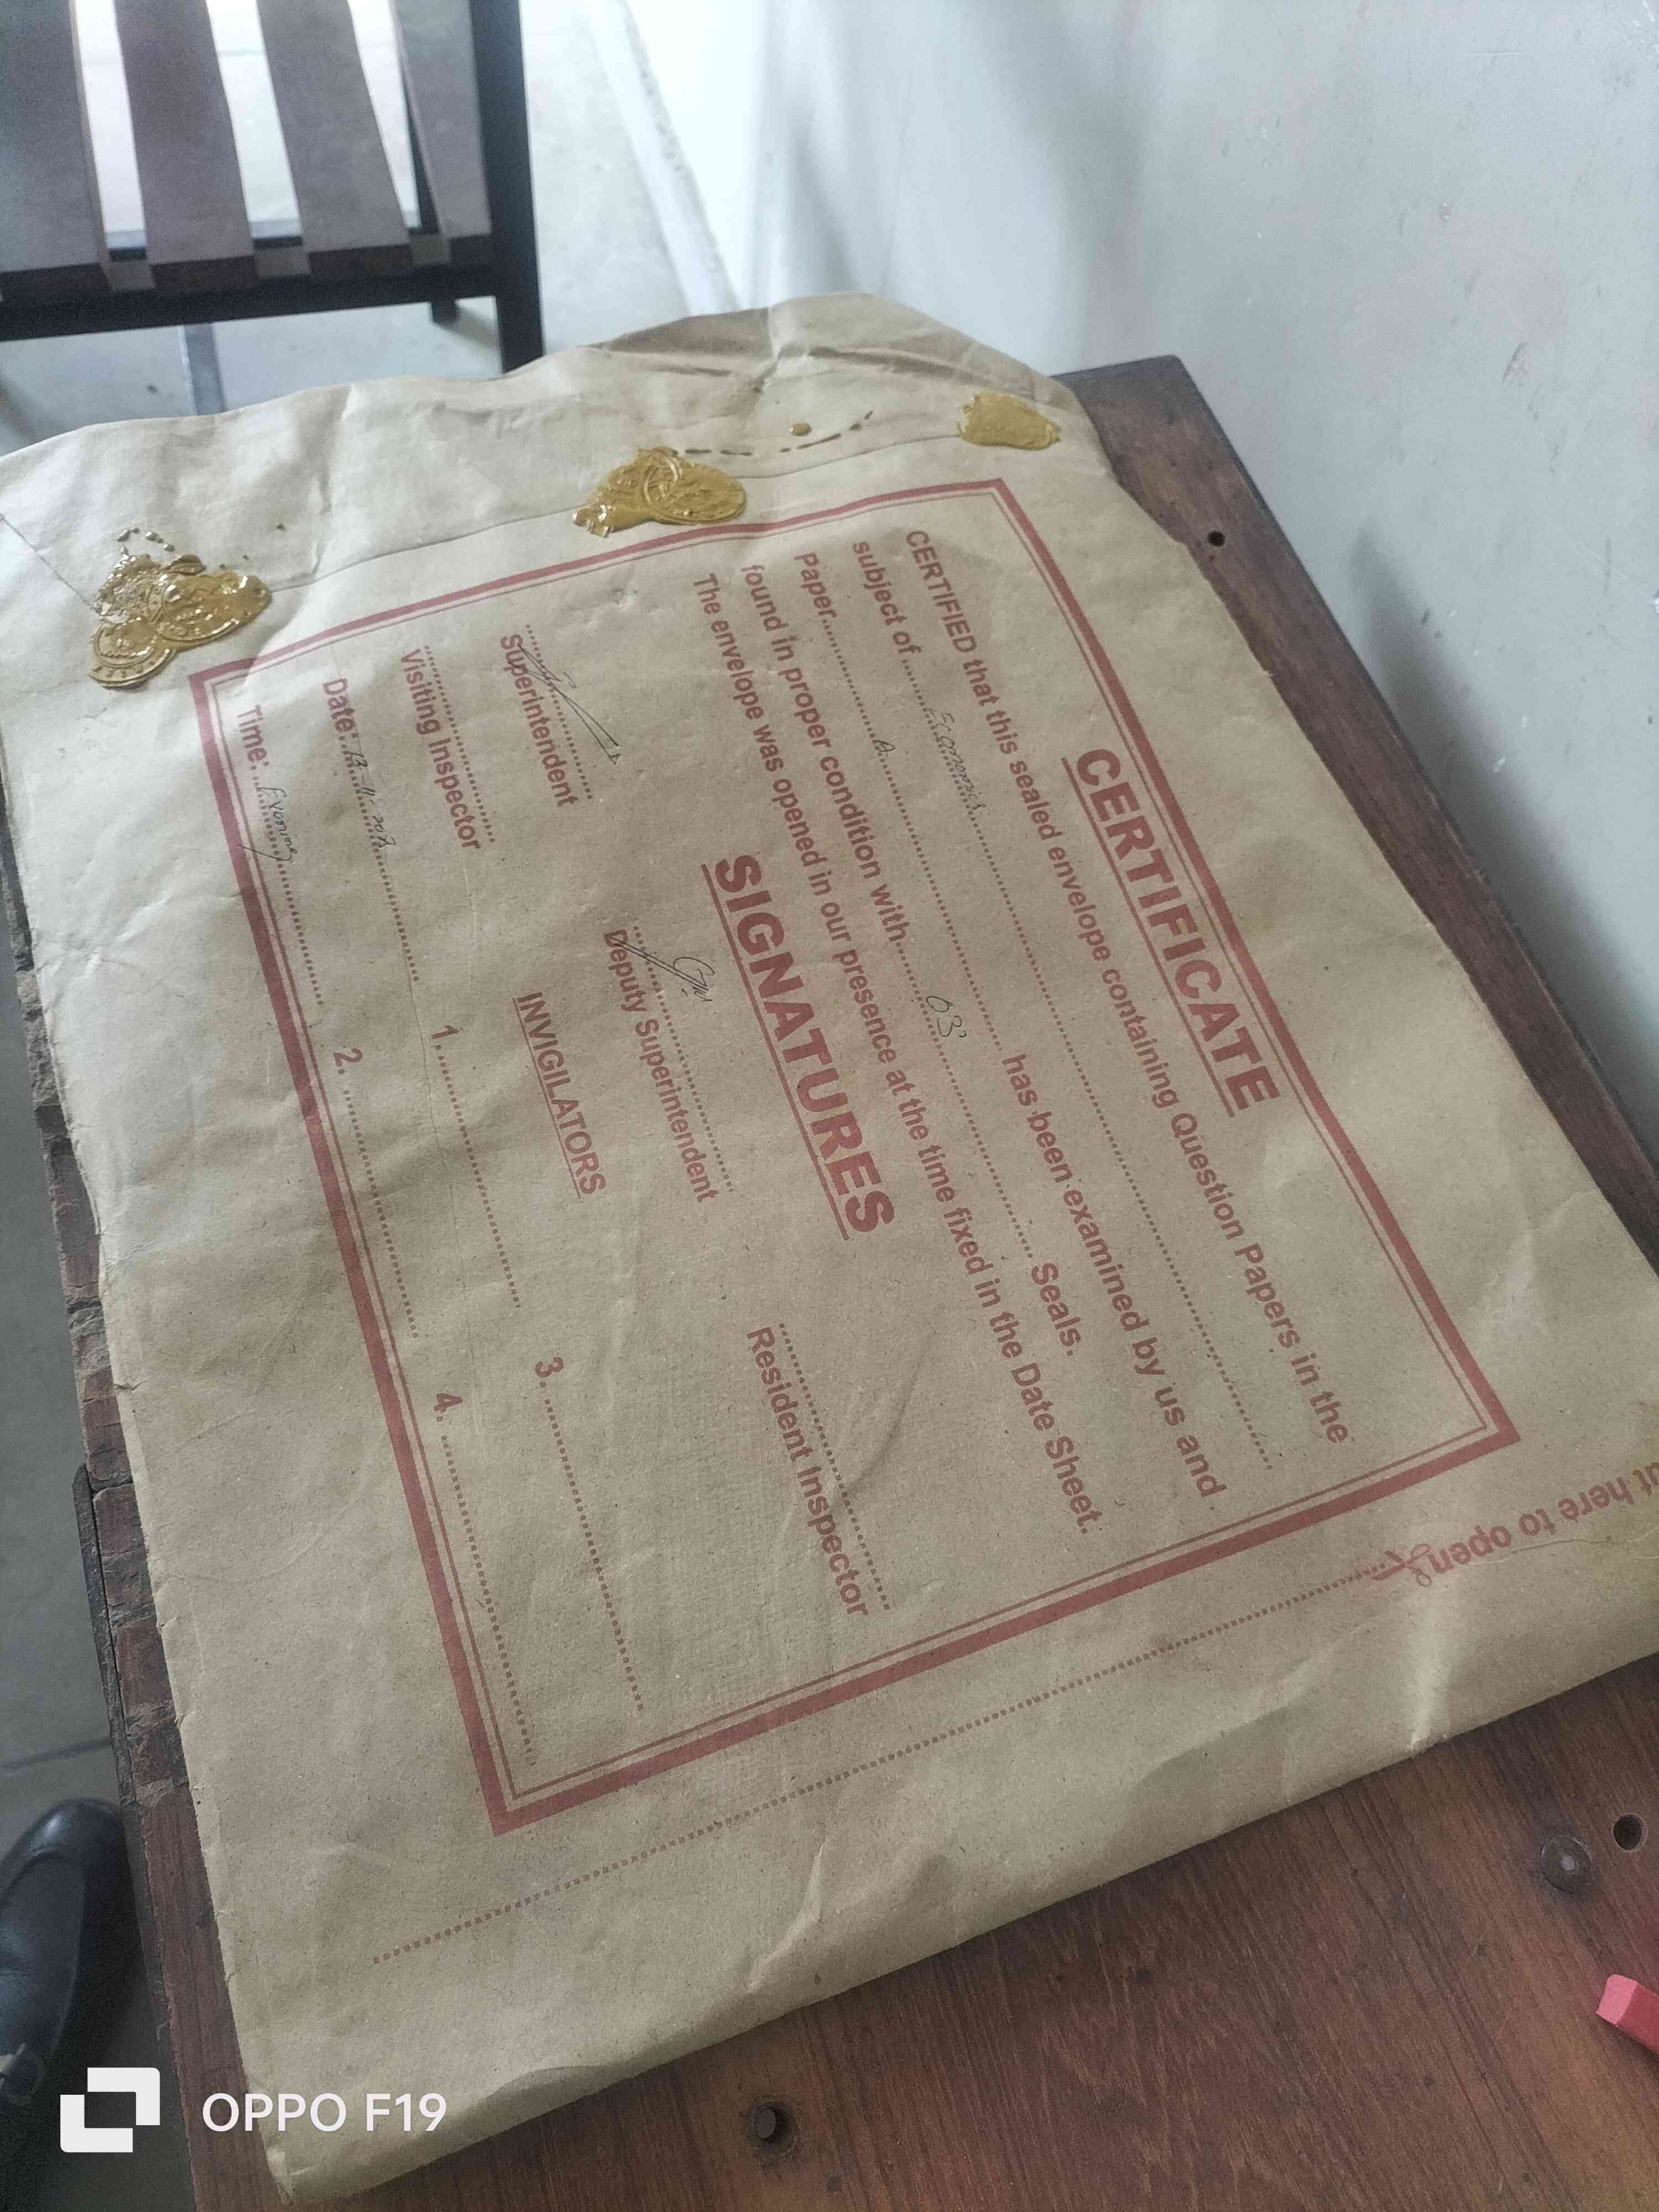 CERTIFICATE
CERTIFIED that this sealed envelope containing Question Papers in the
subject of ...... Economics ......
Paper...... A ...... has been examined by us and
found in proper condition with...... 03 ...... Seals.
The envelope was opened in our presence at the time fixed in the Date Sheet.
SIGNATURES
Superintendent
Deputy Superintendent
Resident Inspector
Visiting Inspector
INVIGILATORS
Date:
1.
3.
Time: Evening
2.
4.
here to open
OPPO F19